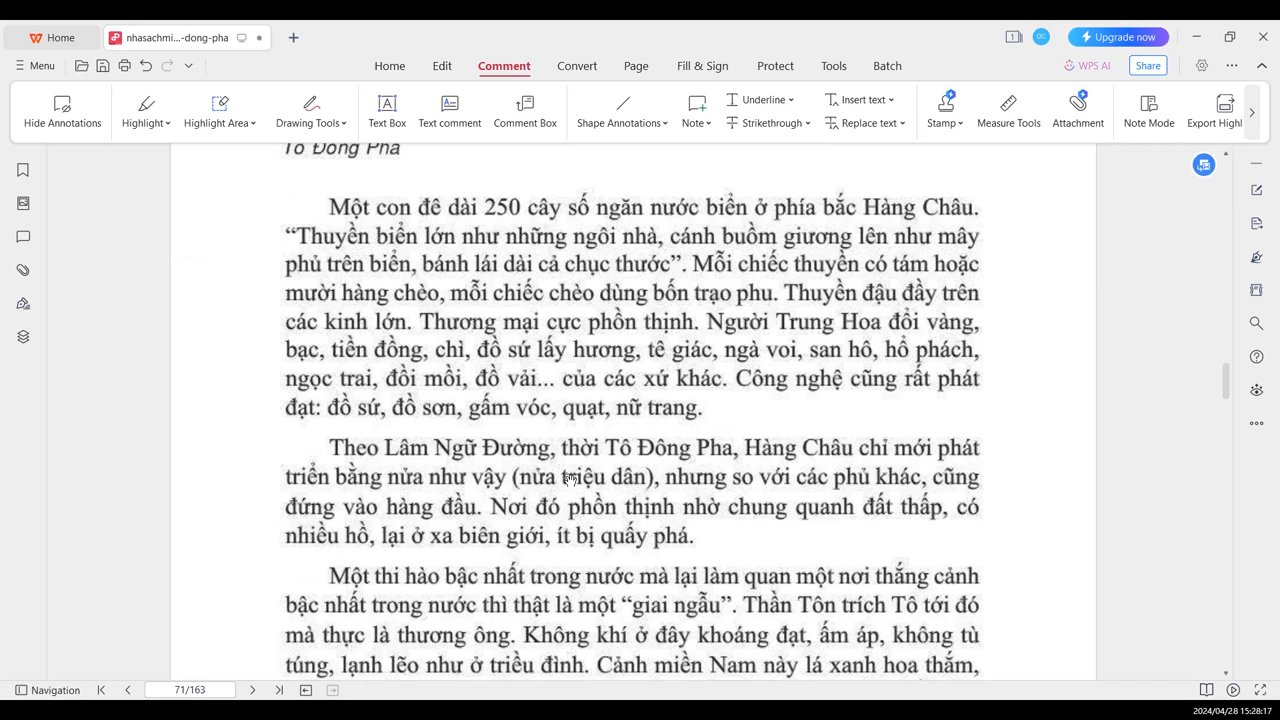 Home
nhasachmi...-dong-pha
1
DC
Upgrade now
Menu
Home Edit Comment Convert Page Fill & Sign Protect Tools Batch
WPS AI
Share
Hide Annotations
Highlight
Highlight Area
Drawing Tools
Text Box
Text comment
Comment Box
Shape Annotations
Note
Underline
Strikethrough
Insert text
Replace text
Stamp
Measure Tools
Attachment
Note Mode
Export Highl
Tô Đông Pha
Một con đê dài 250 cây số ngăn nước biển ở phía bắc Hàng Châu.
“Thuyền biển lớn như những ngôi nhà, cánh buồm giương lên như mây
phủ trên biển, bánh lái dài cả chục thước”. Mỗi chiếc thuyền có tám hoặc
mười hàng chèo, mỗi chiếc chèo dùng bốn trạo phu. Thuyền đậu đầy trên
các kinh lớn. Thương mại cực phồn thịnh. Người Trung Hoa đổi vàng,
bạc, tiền đồng, chì, đồ sứ lấy hương, tê giác, ngà voi, san hô, hổ phách,
ngọc trai, đồi mồi, đồ vải... của các xứ khác. Công nghệ cũng rất phát
đạt: đồ sứ, đồ sơn, gấm vóc, quạt, nữ trang.
Theo Lâm Ngữ Đường, thời Tô Đông Pha, Hàng Châu chỉ mới phát
triển bằng nửa như vậy (nửa triệu dân), nhưng so với các phủ khác, cũng
đứng vào hàng đầu. Nơi đó phồn thịnh nhờ chung quanh đất thấp, có
nhiều hồ, lại ở xa biên giới, ít bị quấy phá.
Một thi hào bậc nhất trong nước mà lại làm quan một nơi thắng cảnh
bậc nhất trong nước thì thật là một “giai ngẫu”. Thần Tôn trích Tô tới đó
mà thực là thương ông. Không khí ở đây khoáng đạt, ấm áp, không tù
túng, lạnh lẽo như ở triều đình. Cảnh miền Nam này lá xanh hoa thắm,
Navigation
71/163
2024/04/28 15:28:17